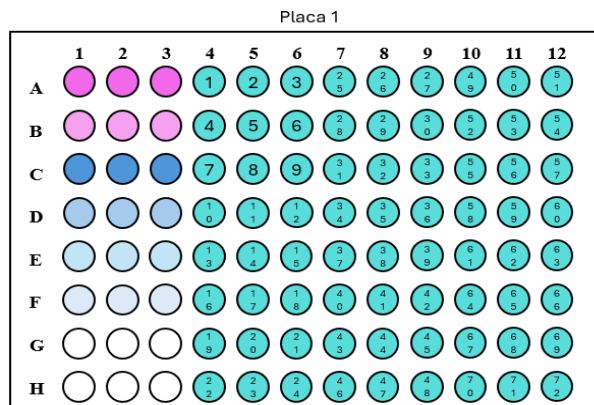 Placa 1
1 2 3 4 5 6 7 8 9 10 11 12
A 1 2 3 25 26 27 49 50 51
B 4 5 6 28 29 30 52 53 54
C 7 8 9 31 32 33 55 56 57
D 10 11 12 34 35 36 58 59 60
E 13 14 15 37 38 39 61 62 63
F 16 17 18 40 41 42 64 65 66
G 19 20 21 43 44 45 67 68 69
H 22 23 24 46 47 48 70 71 72